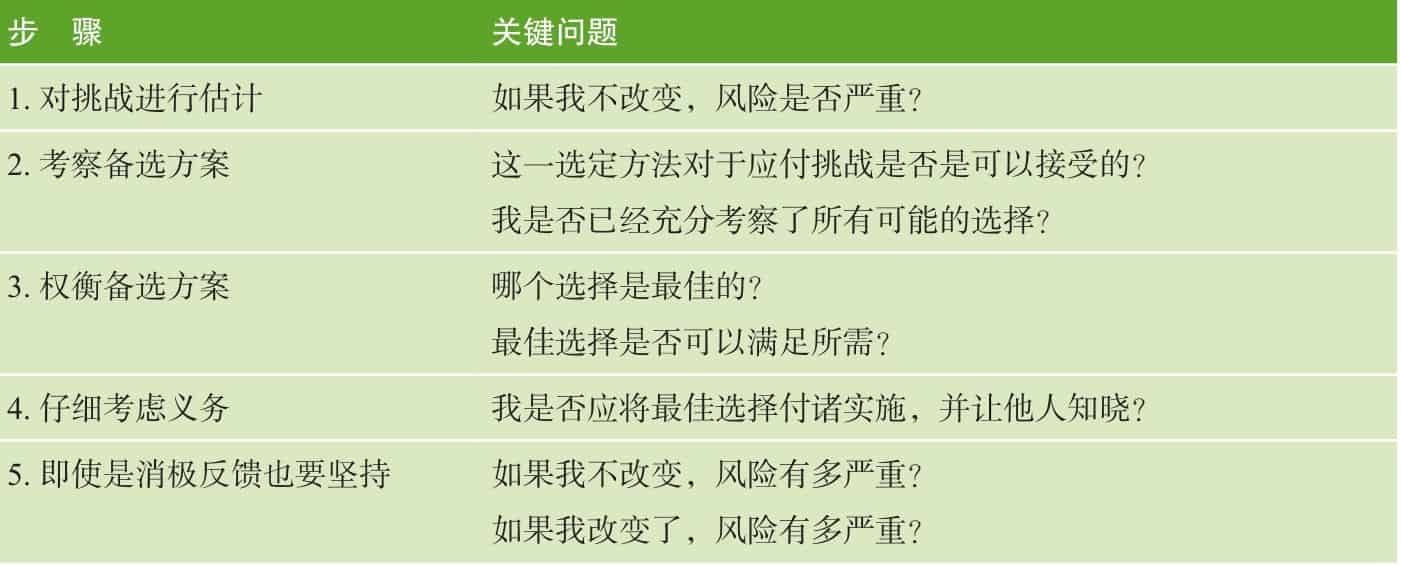 步　骤　关键问题
1. 对挑战进行估计　如果我不改变，风险是否严重？
2. 考察备选方案　这一选定方法对于应付挑战是否是可以接受的？
我是否已经充分考察了所有可能的选择？
3. 权衡备选方案　哪个选择是最佳的？
最佳选择是否可以满足所需？
4. 仔细考虑义务　我是否应将最佳选择付诸实施，并让他人知晓？
5. 即使是消极反馈也要坚持　如果我不改变，风险有多严重？
如果我改变了，风险有多严重？